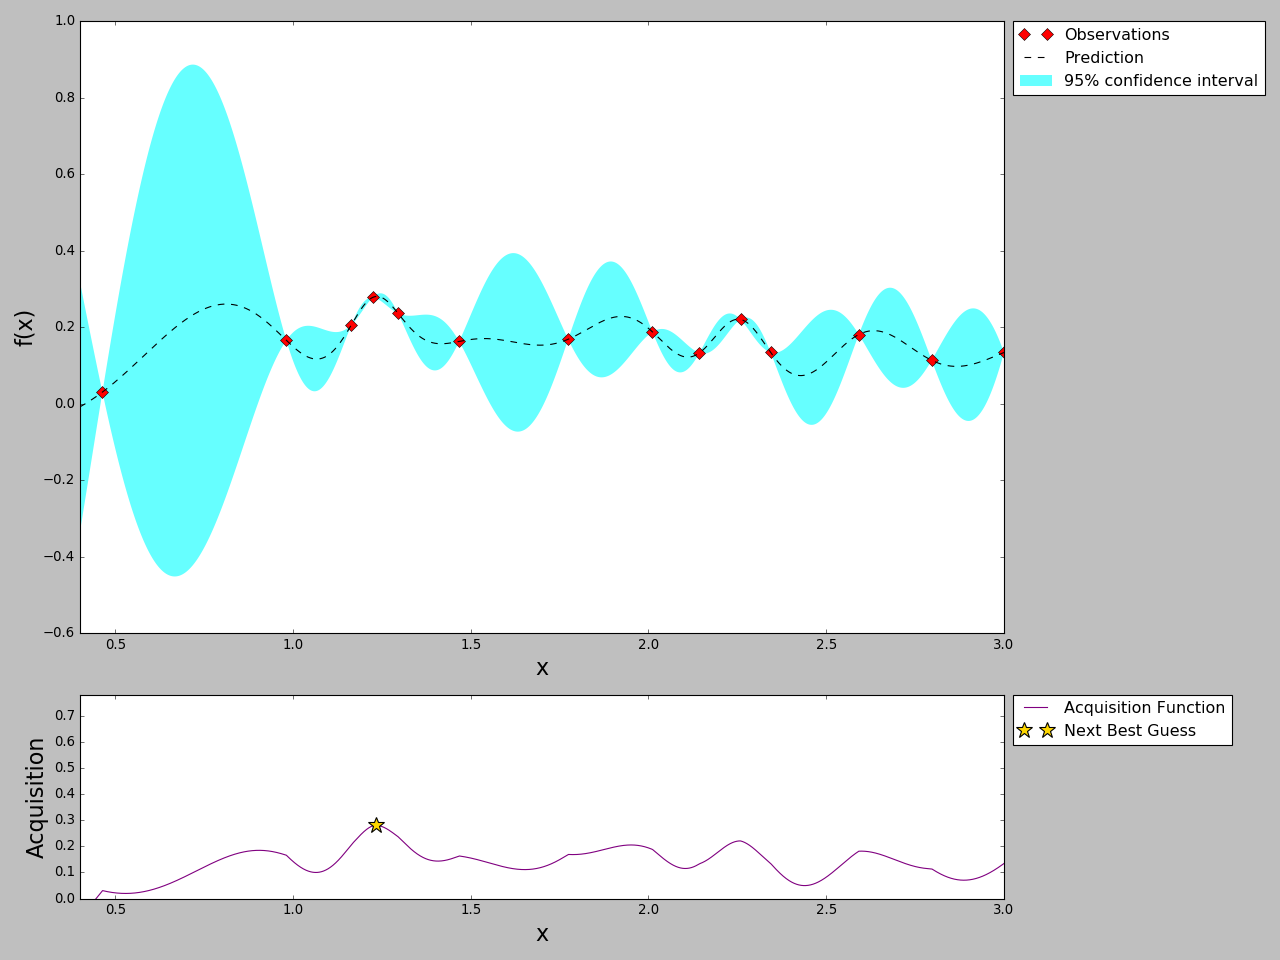 1.0
0.8
0.6
0.4
0.2
0.0
−0.2
−0.4
−0.6
f(x)
0.5 1.0 1.5 2.0 2.5 3.0
x
Observations
Prediction
95% confidence interval
0.7
0.6
0.5
0.4
0.3
0.2
0.1
0.0
Acquisition
0.5 1.0 1.5 2.0 2.5 3.0
x
Acquisition Function
Next Best Guess